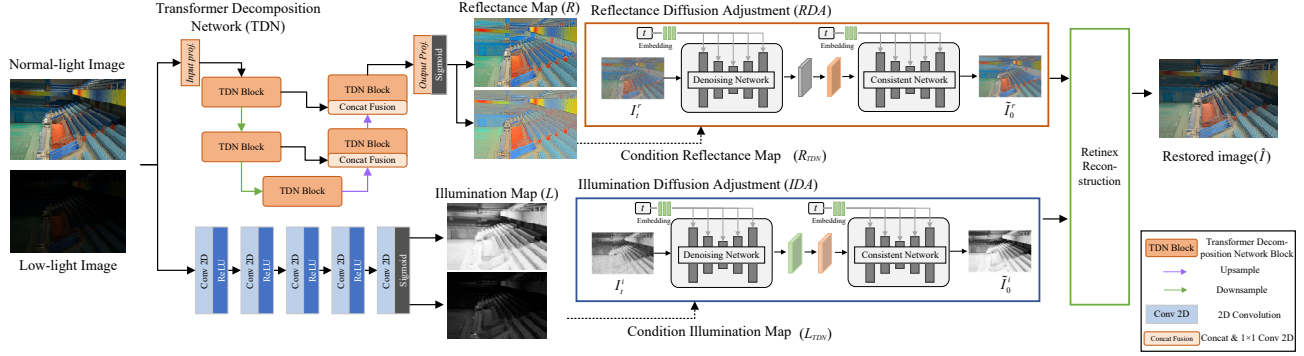 Transformer Decomposition
Network (TDN)
Normal-light Image
Low-light Image
Input proj.
TDN Block
TDN Block
TDN Block
TDN Block
Concat Fusion
TDN Block
Concat Fusion
Output Proj.
Sigmoid
Conv 2D
ReLU
Conv 2D
ReLU
Conv 2D
ReLU
Conv 2D
ReLU
Conv 2D
Sigmoid
Reflectance Map (R)
Illumination Map (L)
Reflectance Diffusion Adjustment (RDA)
t
Embedding
Denoising Network
t
Embedding
Consistent Network
I_t^r
Ĩ_0^r
Condition Reflectance Map (R_TDN)
Illumination Diffusion Adjustment (IDA)
t
Embedding
Denoising Network
t
Embedding
Consistent Network
I_t^i
Ĩ_0^i
Condition Illumination Map (L_TDN)
Retinex
Recon-
struction
Restored image(Î)
TDN Block
Transformer Decom-
position Network Block
Upsample
Downsample
Conv 2D
2D Convolution
Concat Fusion
Concat & 1×1 Conv 2D